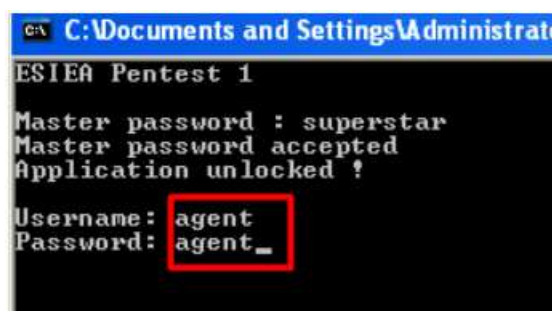 C:\Documents and Settings\Administrat
ESIEA Pentest 1
Master password : superstar
Master password accepted
Application unlocked !
Username: agent
Password: agent_